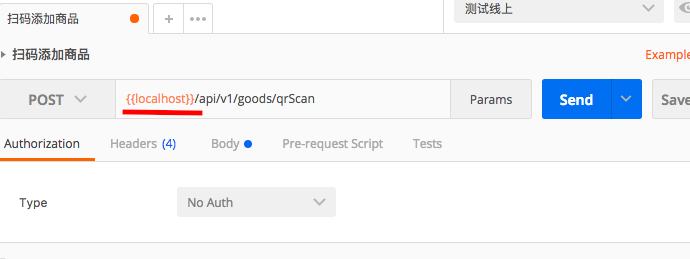 扫码添加商品
+
•••
测试线上
扫码添加商品
Example
POST
{{localhost}}/api/v1/goods/qrScan
Params
Send
Save
Authorization
Headers (4)
Body
Pre-request Script
Tests
Type
No Auth